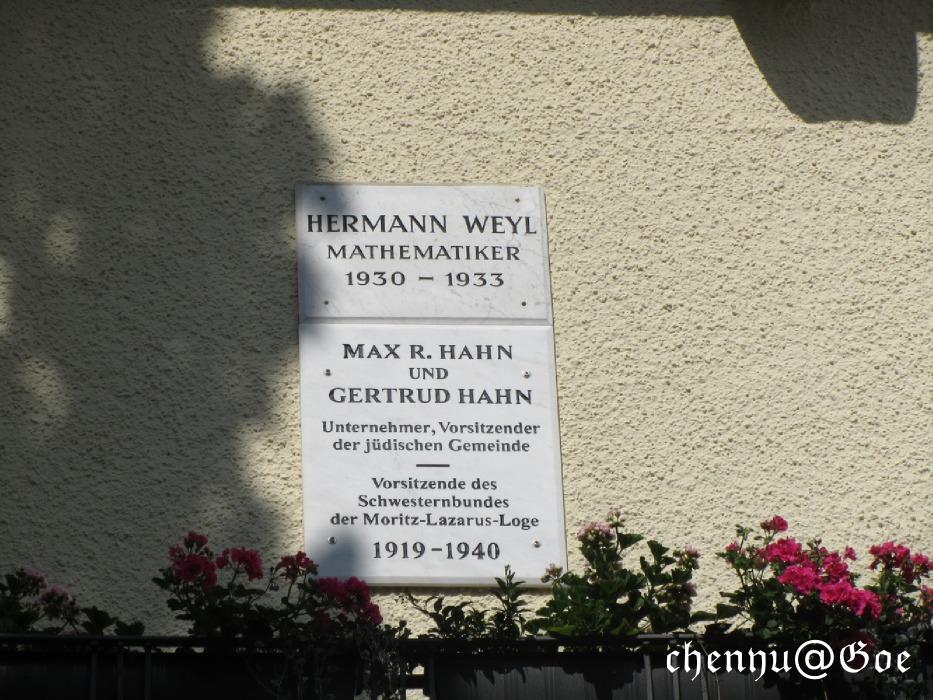 HERMANN WEYL
MATHEMATIKER
1930 – 1933
MAX R. HAHN
UND
GERTRUD HAHN
Unternehmer, Vorsitzender
der jüdischen Gemeinde
Vorsitzende des
Schwesternbundes
der Moritz-Lazarus-Loge
1919 – 1940
chenyu@Goe